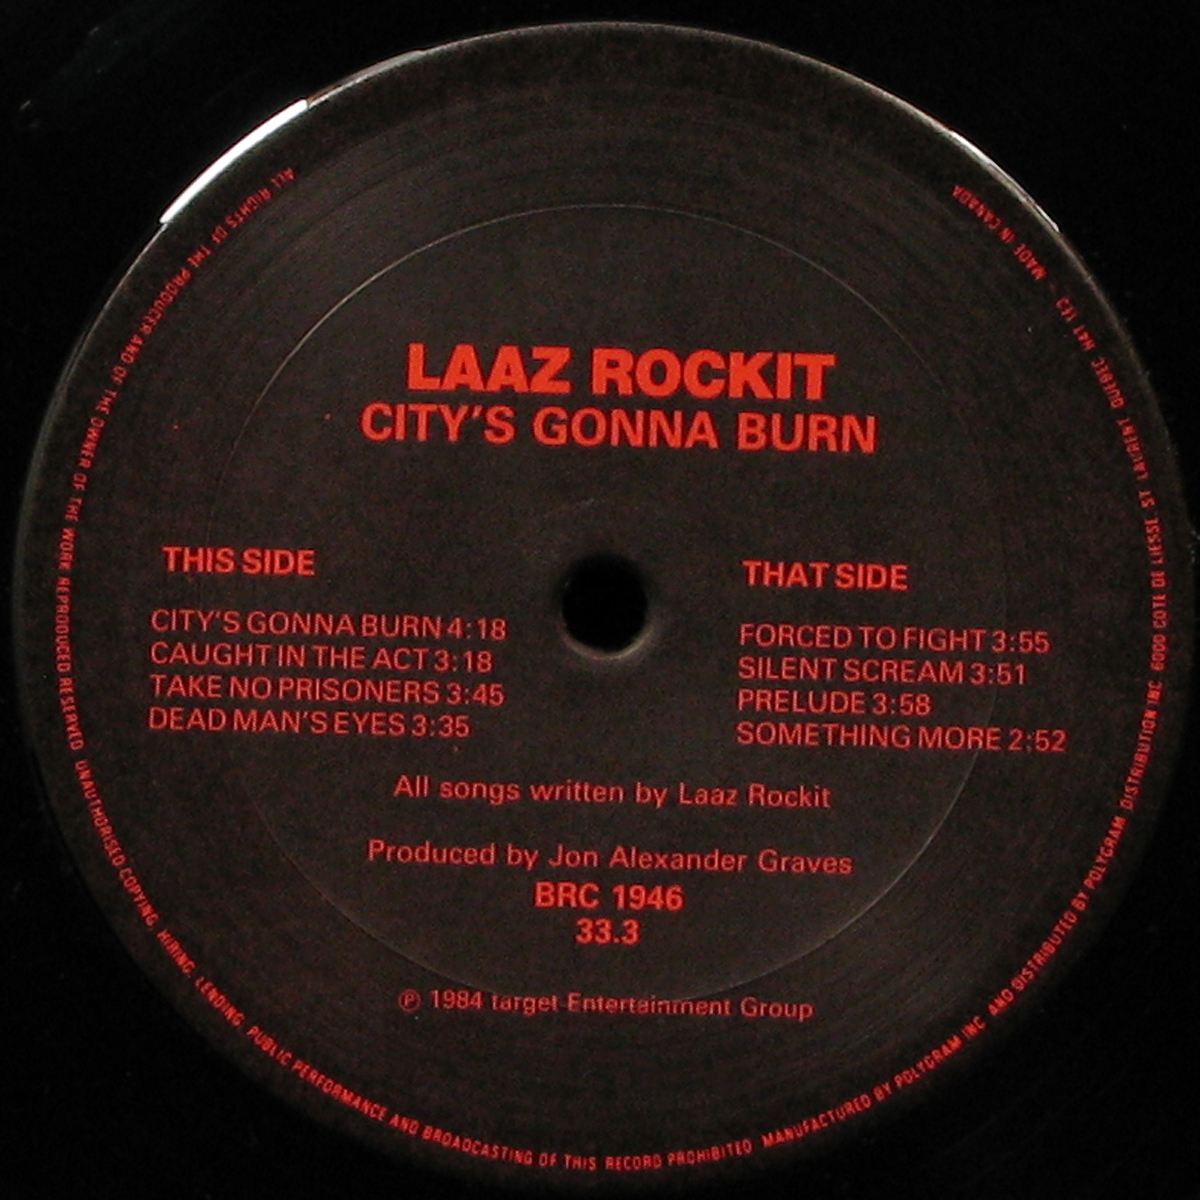 LAAZ ROCKIT
CITY'S GONNA BURN
THIS SIDE
CITY'S GONNA BURN 4:18
CAUGHT IN THE ACT 3:18
TAKE NO PRISONERS 3:45
DEAD MAN'S EYES 3:35
THAT SIDE
FORCED TO FIGHT 3:55
SILENT SCREAM 3:51
PRELUDE 3:58
SOMETHING MORE 2:52
All songs written by Laaz Rockit
Produced by Jon Alexander Graves
BRC 1946
33.3
℗ 1984 target Entertainment Group
ALL RIGHTS OF THE PRODUCER AND OF THE OWNER OF THE WORK REPRODUCED RESERVED UNAUTHORISED COPYING, HIRING, LENDING, PUBLIC PERFORMANCE AND BROADCASTING OF THIS RECORD PROHIBITED MANUFACTURED BY POLYGRAM INC AND DISTRIBUTED BY POLYGRAM DISTRIBUTION INC 6000 COTE DE LIESSE ST LAURENT QUEBEC H4T 1E3 - MADE IN CANADA